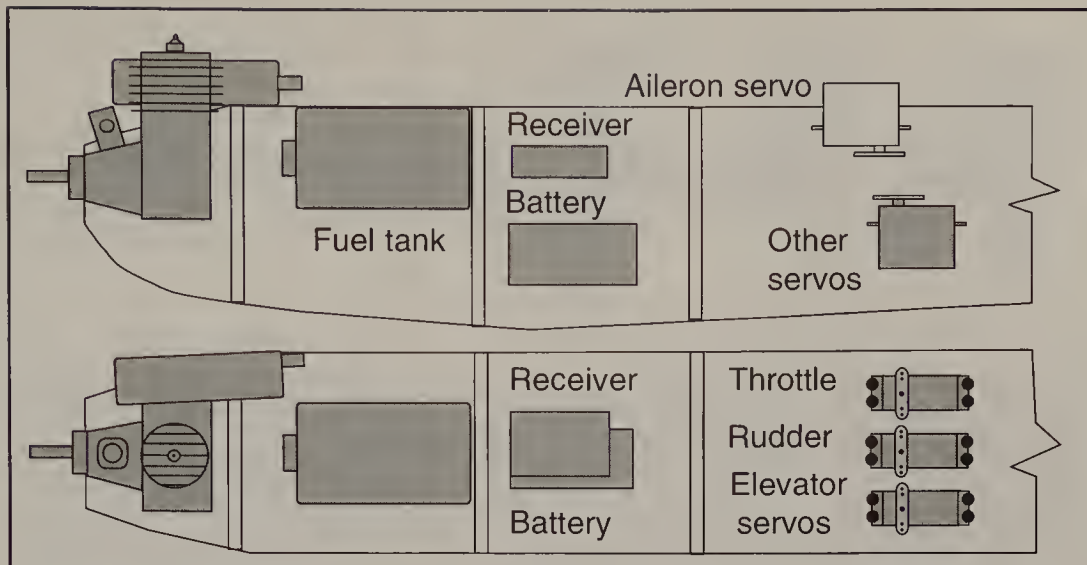 Aileron servo
Receiver
Battery
Fuel tank
Other
servos
Receiver
Throttle
Rudder
Elevator
servos
Battery